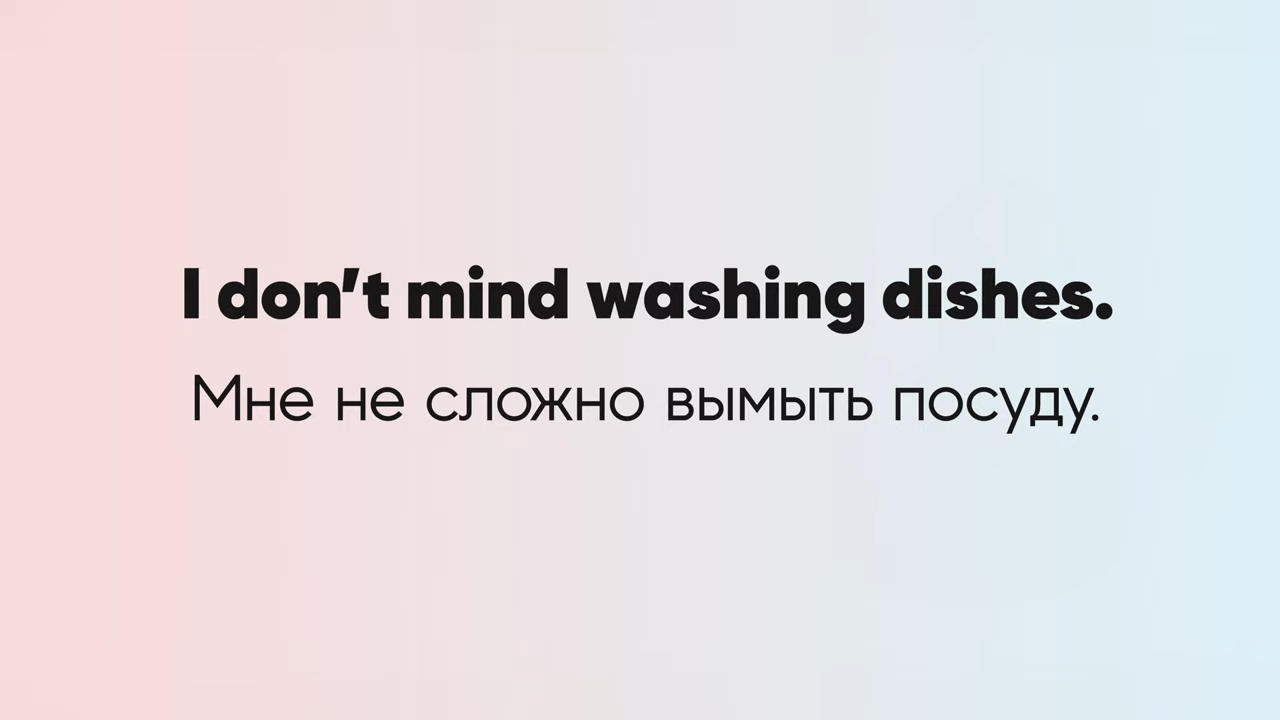 I don’t mind washing dishes.
Мне не сложно вымыть посуду.